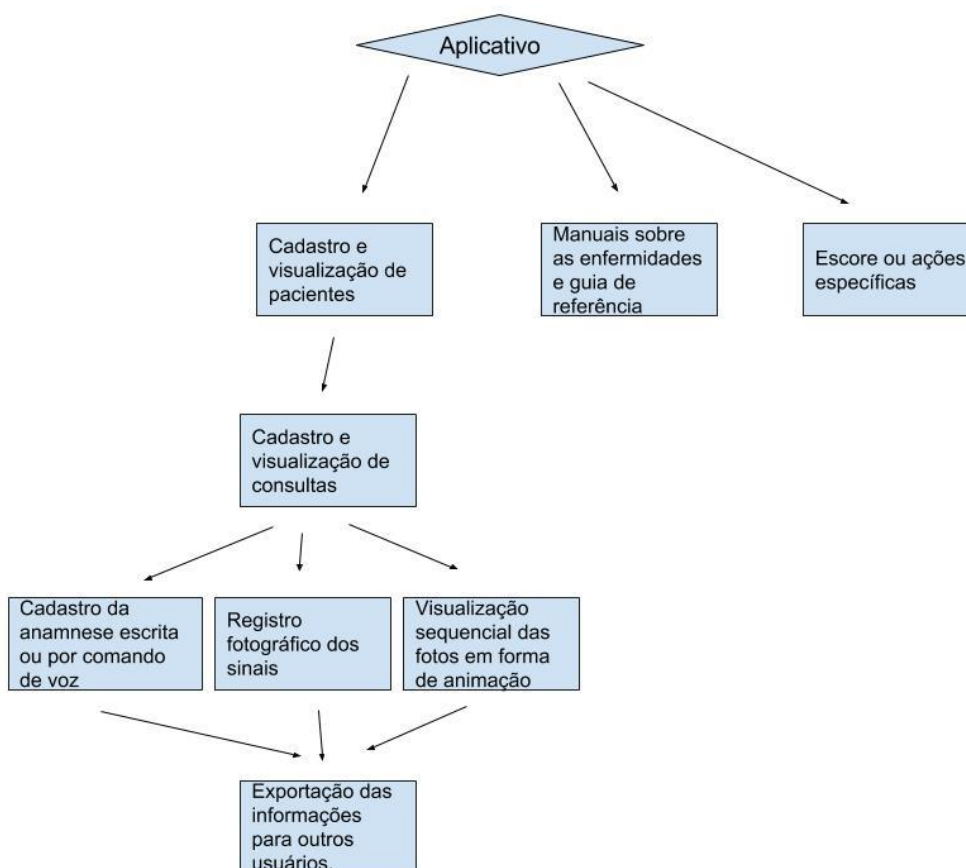 Aplicativo
Cadastro e
visualização de
pacientes
Manuais sobre
as enfermidades
e guia de
referência
Escore ou ações
específicas
Cadastro e
visualização de
consultas
Cadastro da
anamnese escrita
ou por comando
de voz
Registro
fotográfico dos
sinais
Visualização
sequencial das
fotos em forma
de animação
Exportação das
informações
para outros
usuários.